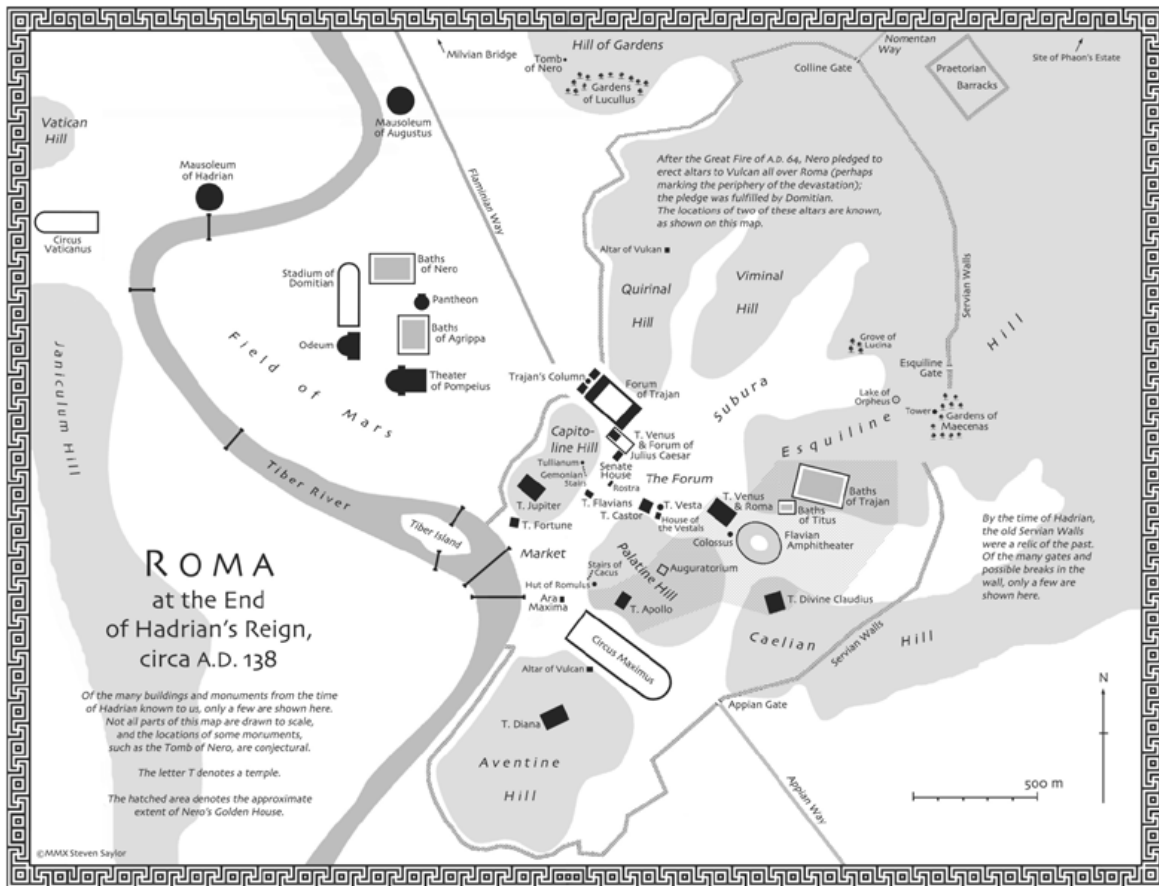 Milvian Bridge
Hill of Gardens
Tomb
of Nero
Gardens
of Lucullus
Nomentan
Way
Colline Gate
Praetorian
Barracks
Site of Phaon's Estate
Vatican
Hill
Mausoleum
of Augustus
Mausoleum
of Hadrian
Flaminian Way
After the Great Fire of A.D. 64, Nero pledged to
erect altars to Vulcan all over Roma (perhaps
marking the periphery of the devastation);
the pledge was fulfilled by Domitian.
The locations of two of these altars are known,
as shown on this map.
Circus
Vaticanus
Altar of Vulcan
Baths
of Nero
Stadium of
Domitian
Pantheon
Quirinal
Hill
Viminal
Hill
Servian Walls
Hill
Odeum
Baths
of Agrippa
Grove of
Lucina
Field of Mars
Janiculum Hill
Theater
of Pompeius
Trajan's Column
Forum
of Trajan
Subura
Esquiline
Gate
Lake of
Orpheus
Tower
Gardens of
Maecenas
Capito-
line Hill
T. Venus
& Forum of
Julius Caesar
Esquiline
Tullianum
Gemonian
Stairs
Senate
House
Rostra
The Forum
Tiber River
T. Jupiter
T. Flavians
T. Castor
T. Vesta
House of
the Vestals
T. Venus
& Roma
Baths
of Titus
Baths
of Trajan
T. Fortune
Tiber Island
Market
Colossus
Flavian
Amphitheater
By the time of Hadrian,
the old Servian Walls
were a relic of the past.
Of the many gates and
possible breaks in the
wall, only a few are
shown here.
Palatine Hill
Stairs of
Cacus
Auguratorium
Hut of Romulus
Ara
Maxima
T. Apollo
T. Divine Claudius
ROMA
at the End
of Hadrian's Reign,
circa A.D. 138
Circus Maximus
Caelian
Hill
Servian Walls
Altar of Vulcan
Of the many buildings and monuments from the time
of Hadrian known to us, only a few are shown here.
Not all parts of this map are drawn to scale,
and the locations of some monuments,
such as the Tomb of Nero, are conjectural.
The letter T denotes a temple.
The hatched area denotes the approximate
extent of Nero's Golden House.
T. Diana
Appian Gate
Aventine
Hill
Appian Way
N
500 m
©MMX Steven Saylor